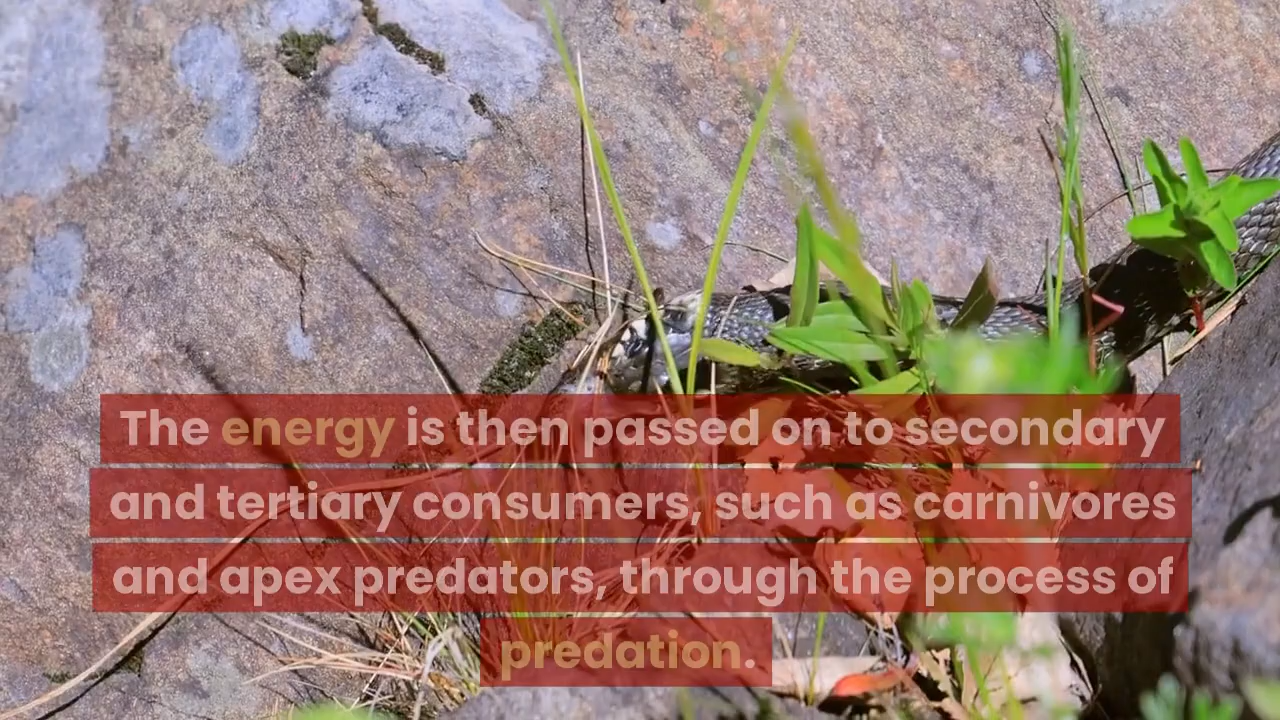 The energy is then passed on to secondary
and tertiary consumers, such as carnivores
and apex predators, through the process of
predation.